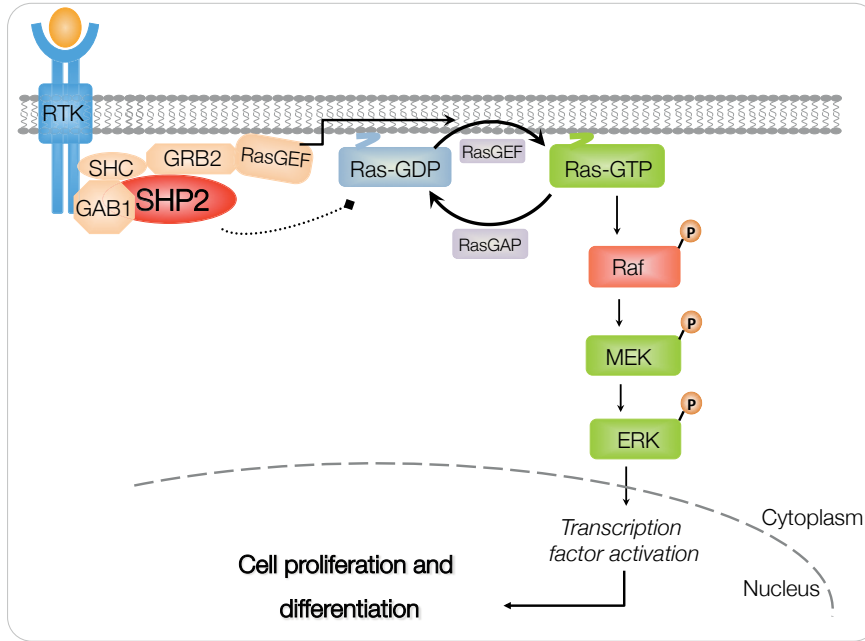 RTK
SHC
GRB2
RasGEF
GAB1
SHP2
Ras-GDP
RasGEF
Ras-GTP
RasGAP
P
Raf
P
MEK
P
ERK
Cytoplasm
Transcription
factor activation
Nucleus
Cell proliferation and
differentiation